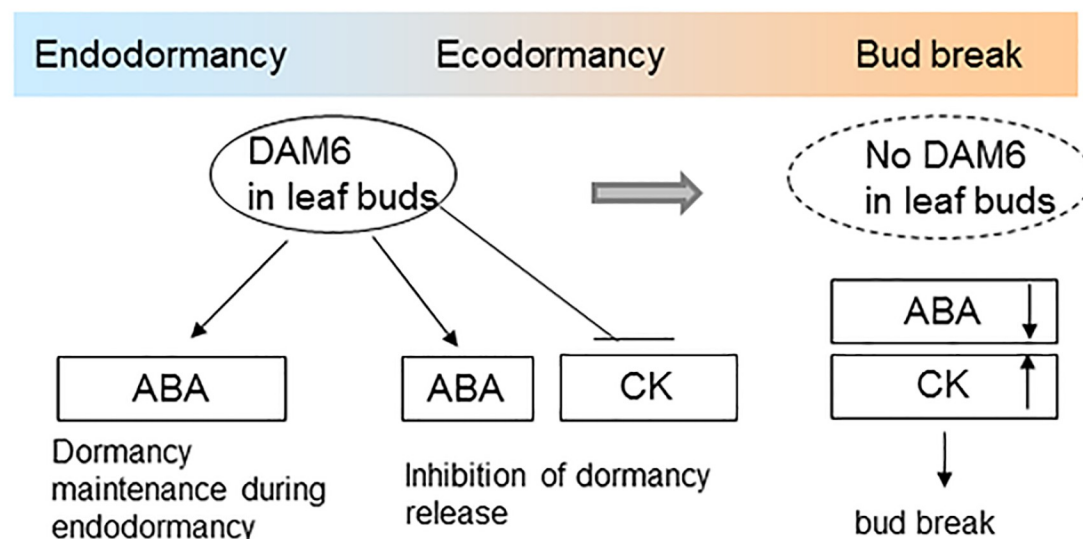 Endodormancy
Ecodormancy
Bud break
DAM6
in leaf buds
No DAM6
in leaf buds
ABA
ABA
CK
ABA
CK
Dormancy
maintenance during
endodormancy
Inhibition of dormancy
release
bud break